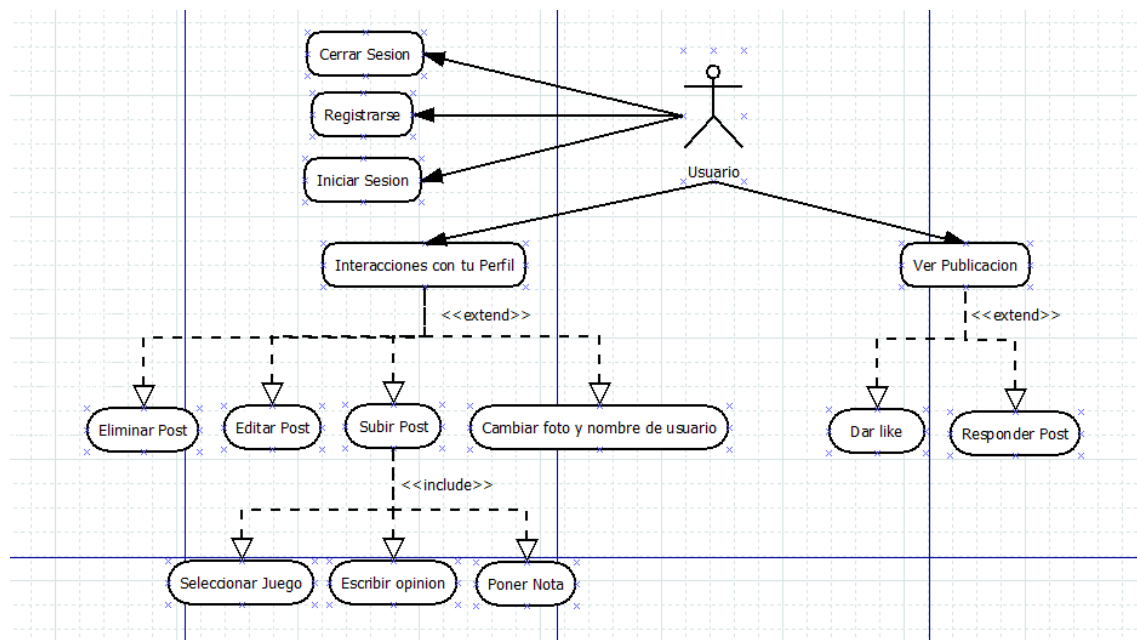 Cerrar Sesion
Registrarse
Iniciar Sesion
Usuario
Interacciones con tu Perfil
Ver Publicacion
<<extend>>
<<extend>>
Eliminar Post
Editar Post
Subir Post
Cambiar foto y nombre de usuario
Dar like
Responder Post
<<include>>
Seleccionar Juego
Escribir opinion
Poner Nota